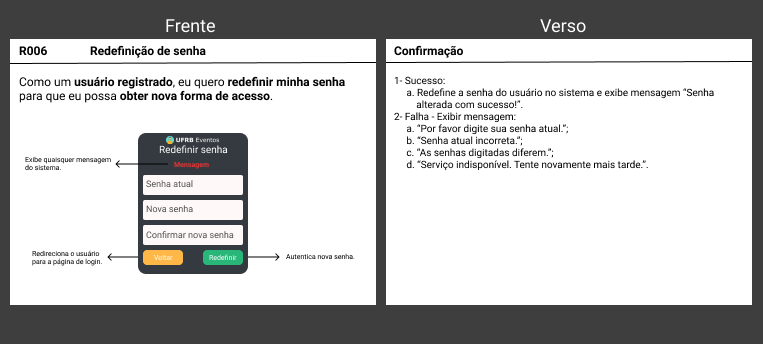 Frente
R006 Redefinição de senha
Como um usuário registrado, eu quero redefinir minha senha
para que eu possa obter nova forma de acesso.
UFRB Eventos
Redefinir senha
Exibe quaisquer mensagem
do sistema.
Mensagem
Senha atual
Nova senha
Confirmar nova senha
Redireciona o usuário
para a página de login.
Voltar
Redefinir
Autentica nova senha.
Verso
Confirmação
1- Sucesso:
a. Redefine a senha do usuário no sistema e exibe mensagem “Senha
alterada com sucesso!”.
2- Falha - Exibir mensagem:
a. “Por favor digite sua senha atual.”;
b. “Senha atual incorreta.”;
c. “As senhas digitadas diferem.”;
d. “Serviço indisponível. Tente novamente mais tarde.”.